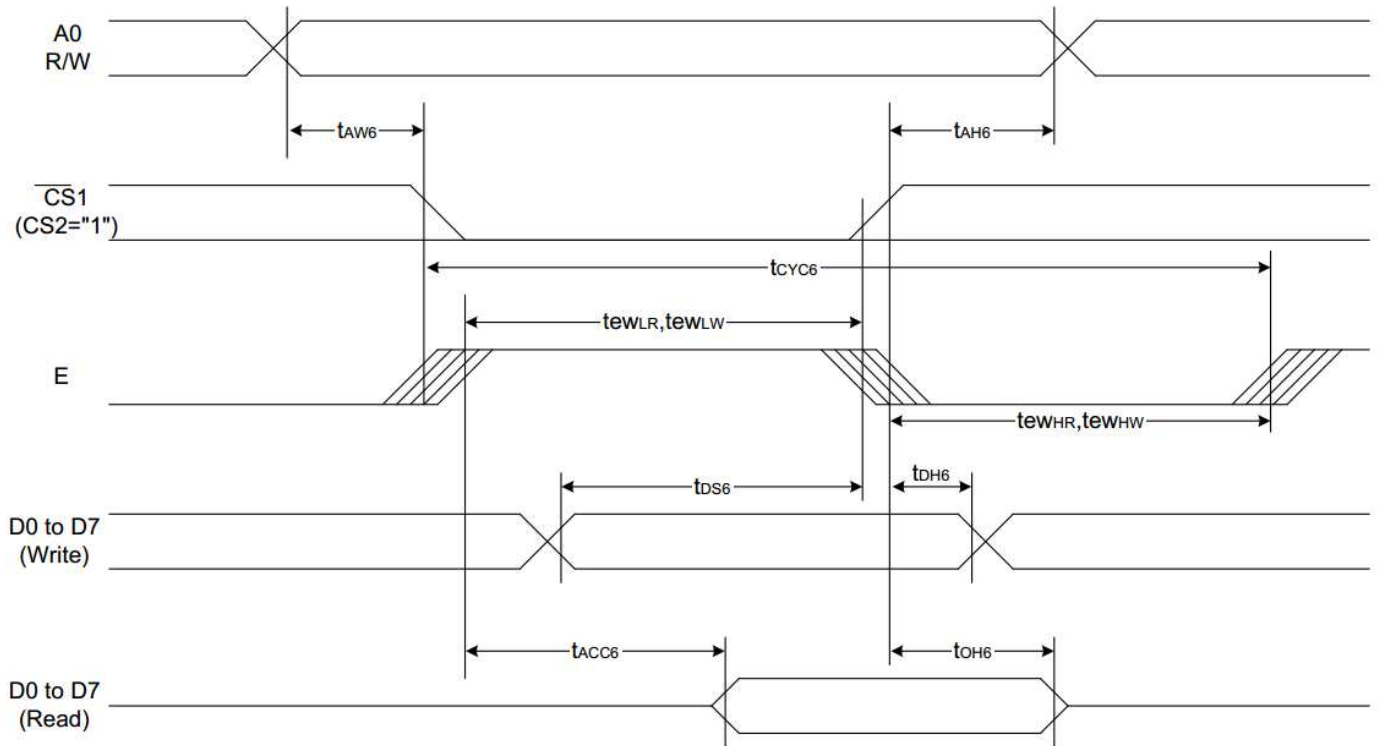 A0
R/W
tAW6
tAH6
CS1
(CS2="1")
tCYC6
tewLR,tewLW
E
tewHR,tewHW
tDS6
tDH6
D0 to D7
(Write)
tACC6
tOH6
D0 to D7
(Read)